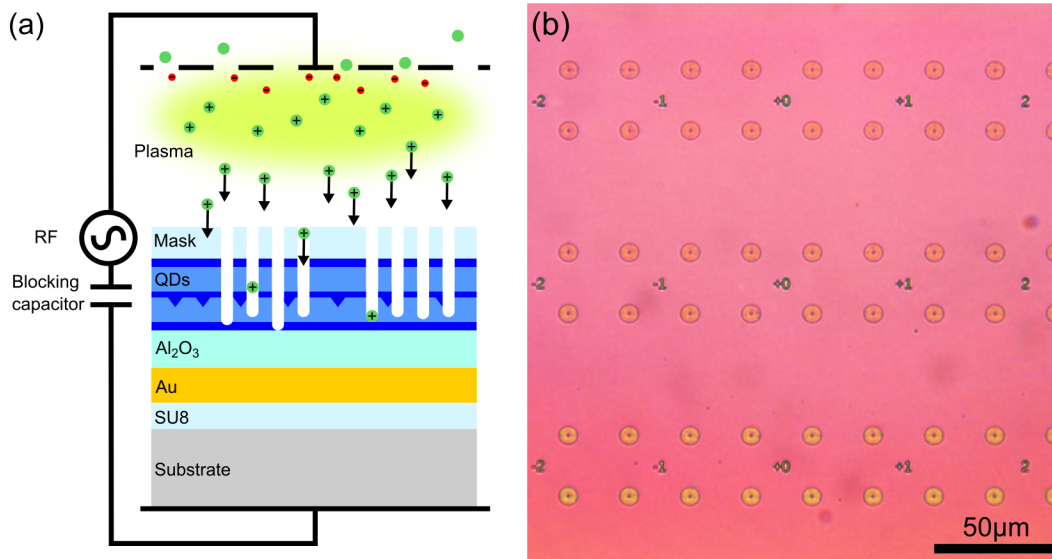 (a)
Plasma
RF
Blocking
capacitor
Mask
QDs
Al₂O₃
Au
SU8
Substrate
(b)
-2 -1 +0 +1 2
-2 -1 +0 +1 2
-2 -1 +0 +1 2
50μm